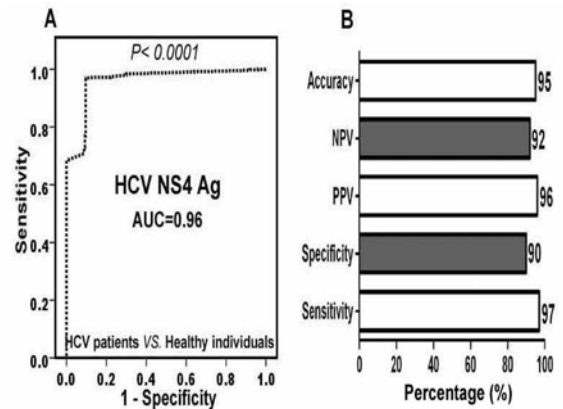 A
P< 0.0001
1.0
0.8
0.6
0.4
0.2
0.0
Sensitivity
HCV NS4 Ag
AUC=0.96
HCV patients VS. Healthy individuals
0.0 0.2 0.4 0.6 0.8 1.0
1 - Specificity
B
Accuracy 95
NPV 92
PPV 96
Specificity 90
Sensitivity 97
0 20 40 60 80 100
Percentage (%)